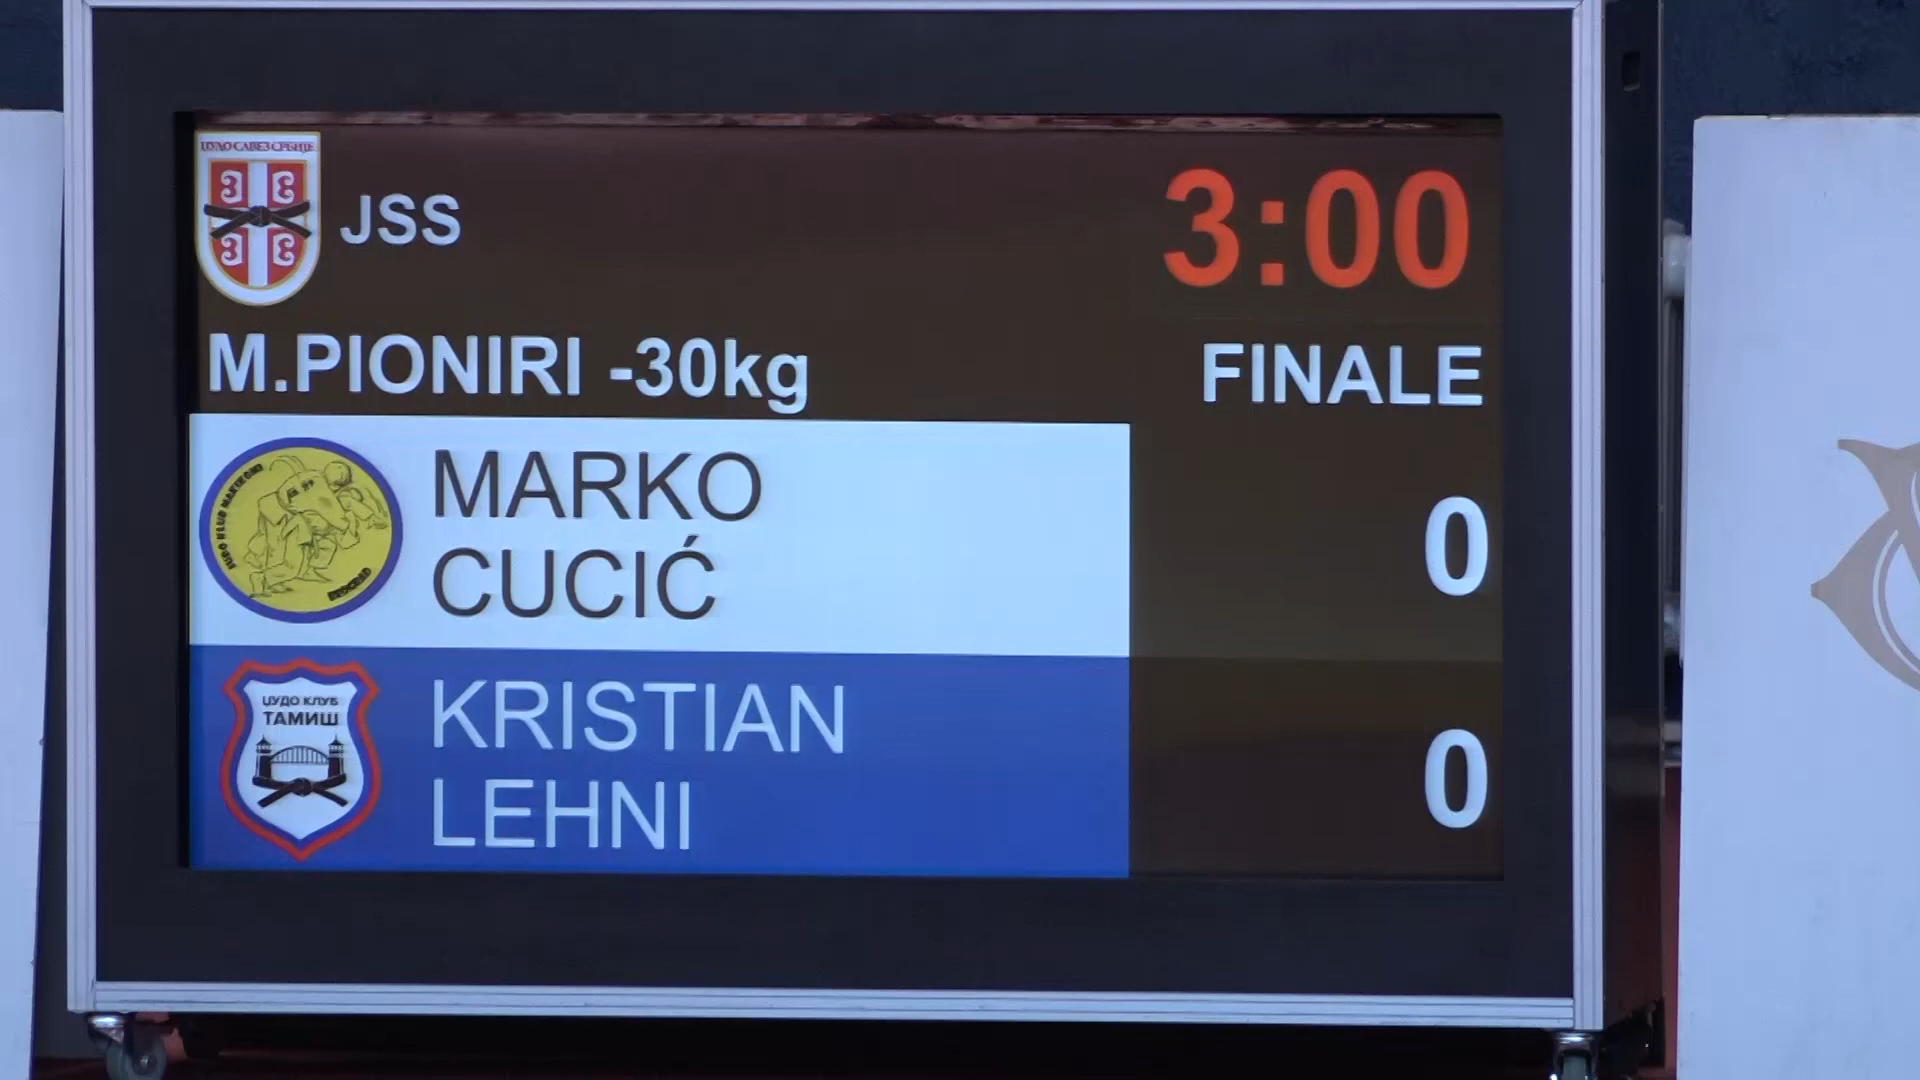 ЏУДО САВЕЗ СРБИЈЕ
JSS
3:00
M.PIONIRI -30kg
FINALE
MARKO
CUCIĆ
0
ЏУДО КЛУБ
ТАМИШ
KRISTIAN
LEHNI
0